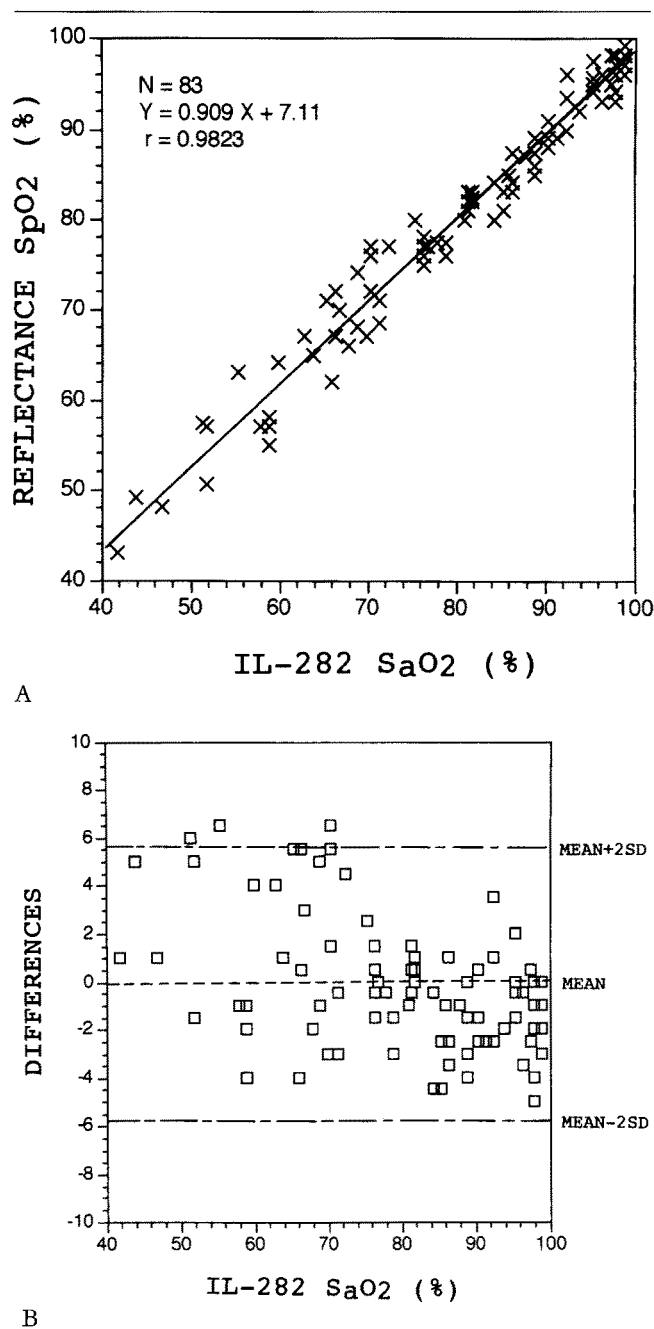 100
90
80
70
60
50
40
REFLECTANCE SpO2 (%)
N = 83
Y = 0.909 X + 7.11
r = 0.9823
40 50 60 70 80 90 100
IL-282 SaO2 (%)
A
10
8
6
4
2
0
-2
-4
-6
-8
-10
DIFFERENCES
MEAN+2SD
MEAN
MEAN-2SD
40 50 60 70 80 90 100
IL-282 SaO2 (%)
B